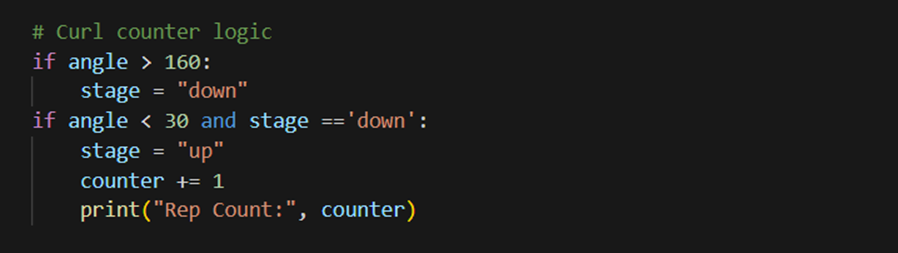 # Curl counter logic
if angle > 160:
    stage = "down"
if angle < 30 and stage =='down':
    stage = "up"
    counter += 1
    print("Rep Count:", counter)